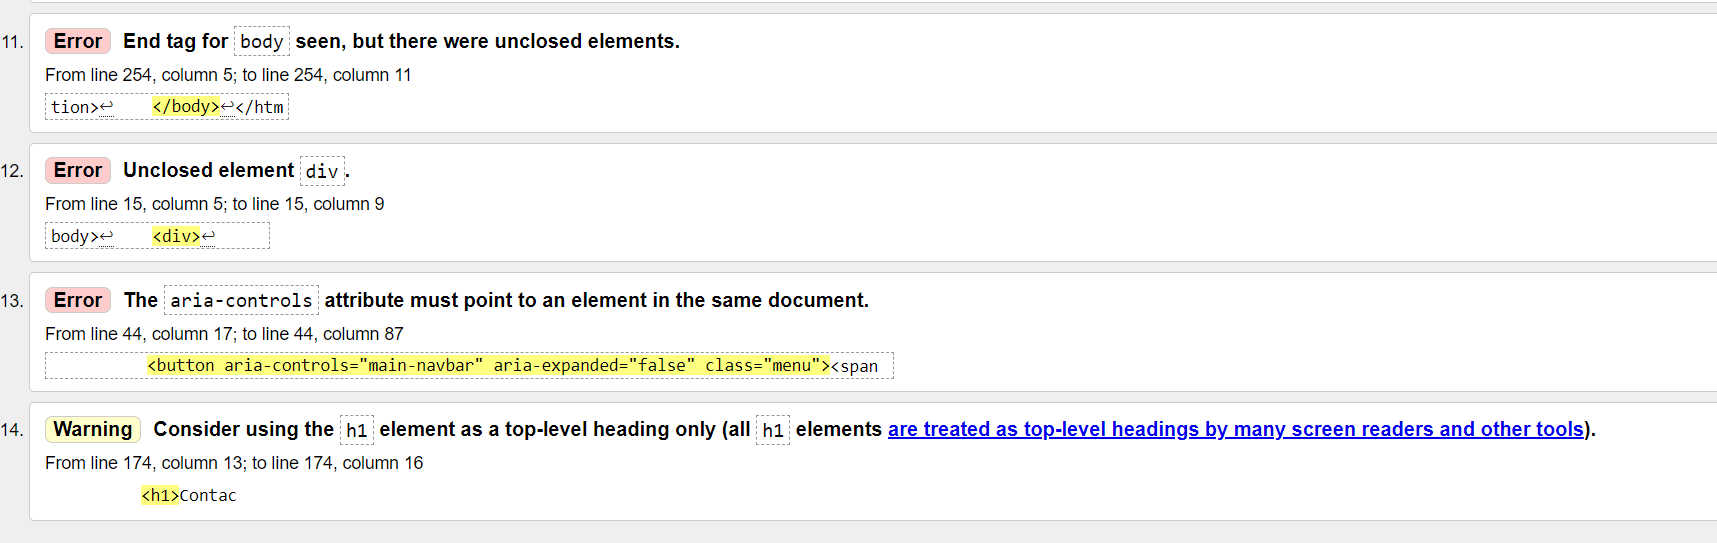 11. Error End tag for body seen, but there were unclosed elements.
From line 254, column 5; to line 254, column 11
tion>↩    </body>↩</htm
12. Error Unclosed element div.
From line 15, column 5; to line 15, column 9
body>↩    <div>↩
13. Error The aria-controls attribute must point to an element in the same document.
From line 44, column 17; to line 44, column 87
<button aria-controls="main-navbar" aria-expanded="false" class="menu"><span
14. Warning Consider using the h1 element as a top-level heading only (all h1 elements are treated as top-level headings by many screen readers and other tools).
From line 174, column 13; to line 174, column 16
<h1>Contac